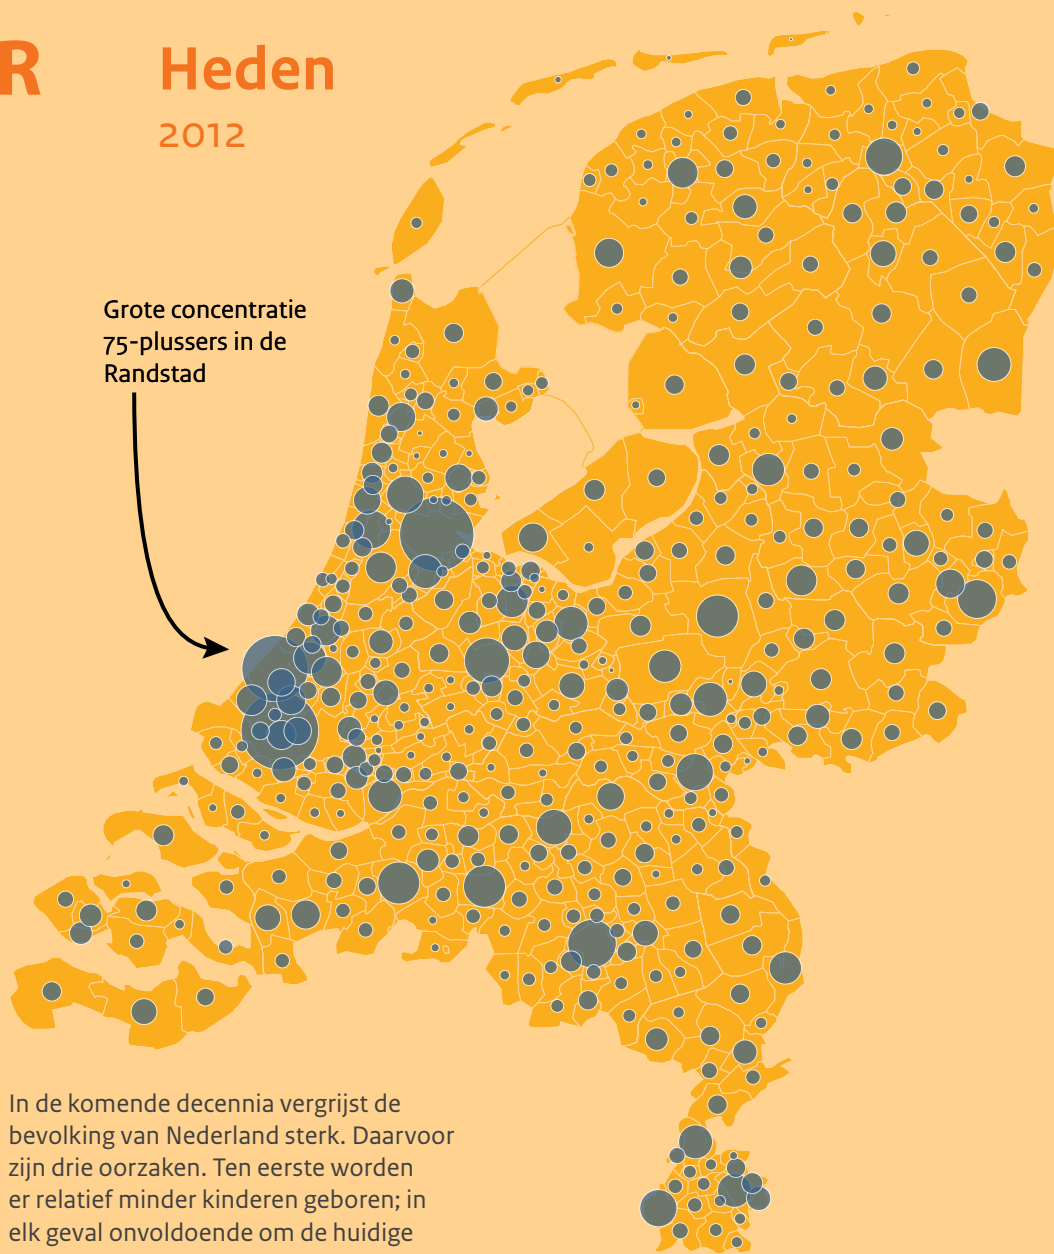 R
Heden
2012
Grote concentratie
75-plussers in de
Randstad
In de komende decennia vergrijst de
bevolking van Nederland sterk. Daarvoor
zijn drie oorzaken. Ten eerste worden
er relatief minder kinderen geboren; in
elk geval onvoldoende om de huidige